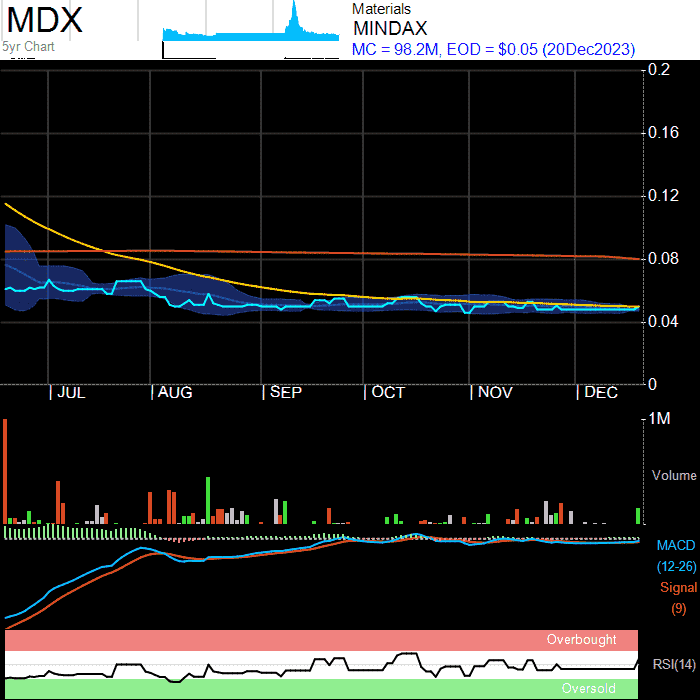 MDX
5yr Chart
Materials
MINDAX
MC = 98.2M, EOD = $0.05 (20Dec2023)
0.2
0.16
0.12
0.08
0.04
0
| JUL | AUG | SEP | OCT | NOV | DEC
1M
Volume
MACD
(12-26)
Signal
(9)
Overbought
RSI(14)
Oversold